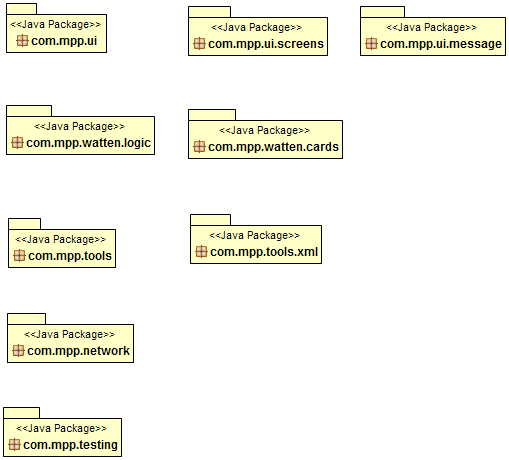 <<Java Package>>
com.mpp.ui
<<Java Package>>
com.mpp.ui.screens
<<Java Package>>
com.mpp.ui.message
<<Java Package>>
com.mpp.watten.logic
<<Java Package>>
com.mpp.watten.cards
<<Java Package>>
com.mpp.tools
<<Java Package>>
com.mpp.tools.xml
<<Java Package>>
com.mpp.network
<<Java Package>>
com.mpp.testing